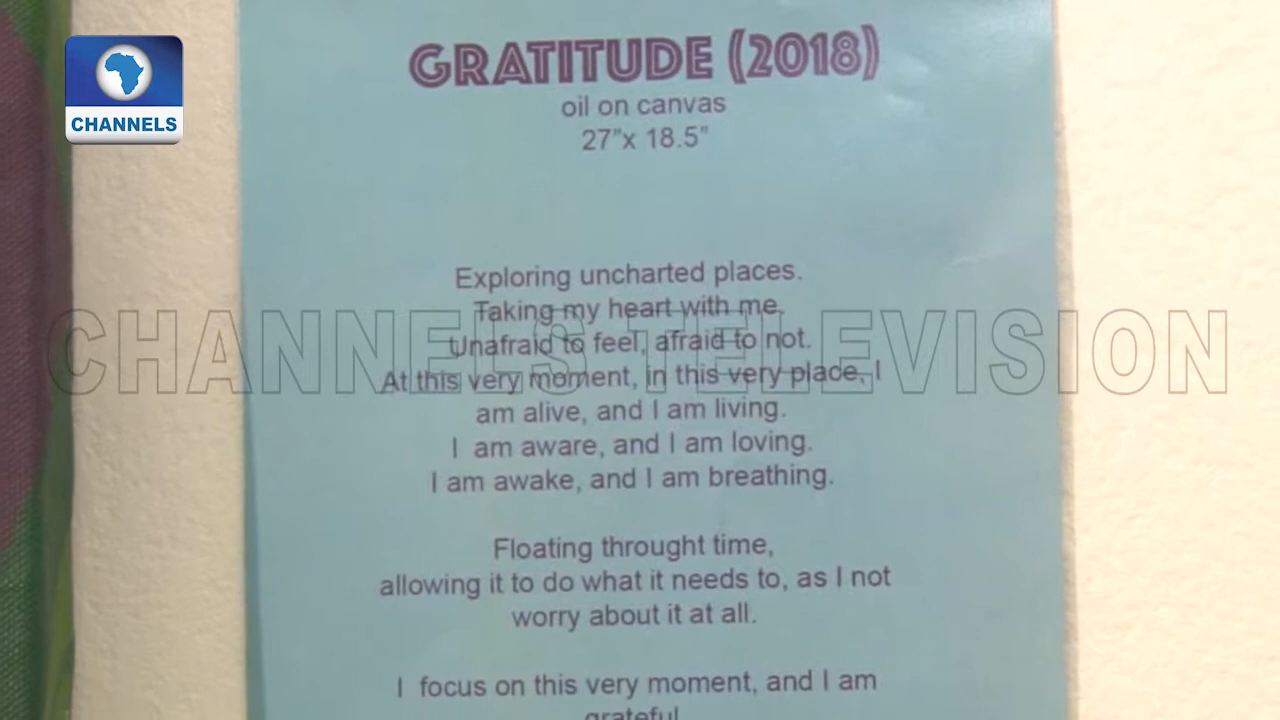 CHANNELS
GRATITUDE (2018)
oil on canvas
27"x 18.5"
Exploring uncharted places.
Taking my heart with me.
Unafraid to feel, afraid to not.
At this very moment, in this very place, I
am alive, and I am living.
I am aware, and I am loving.
I am awake, and I am breathing.
Floating throught time,
allowing it to do what it needs to, as I not
worry about it at all.
I focus on this very moment, and I am
grateful
CHANNELS TELEVISION